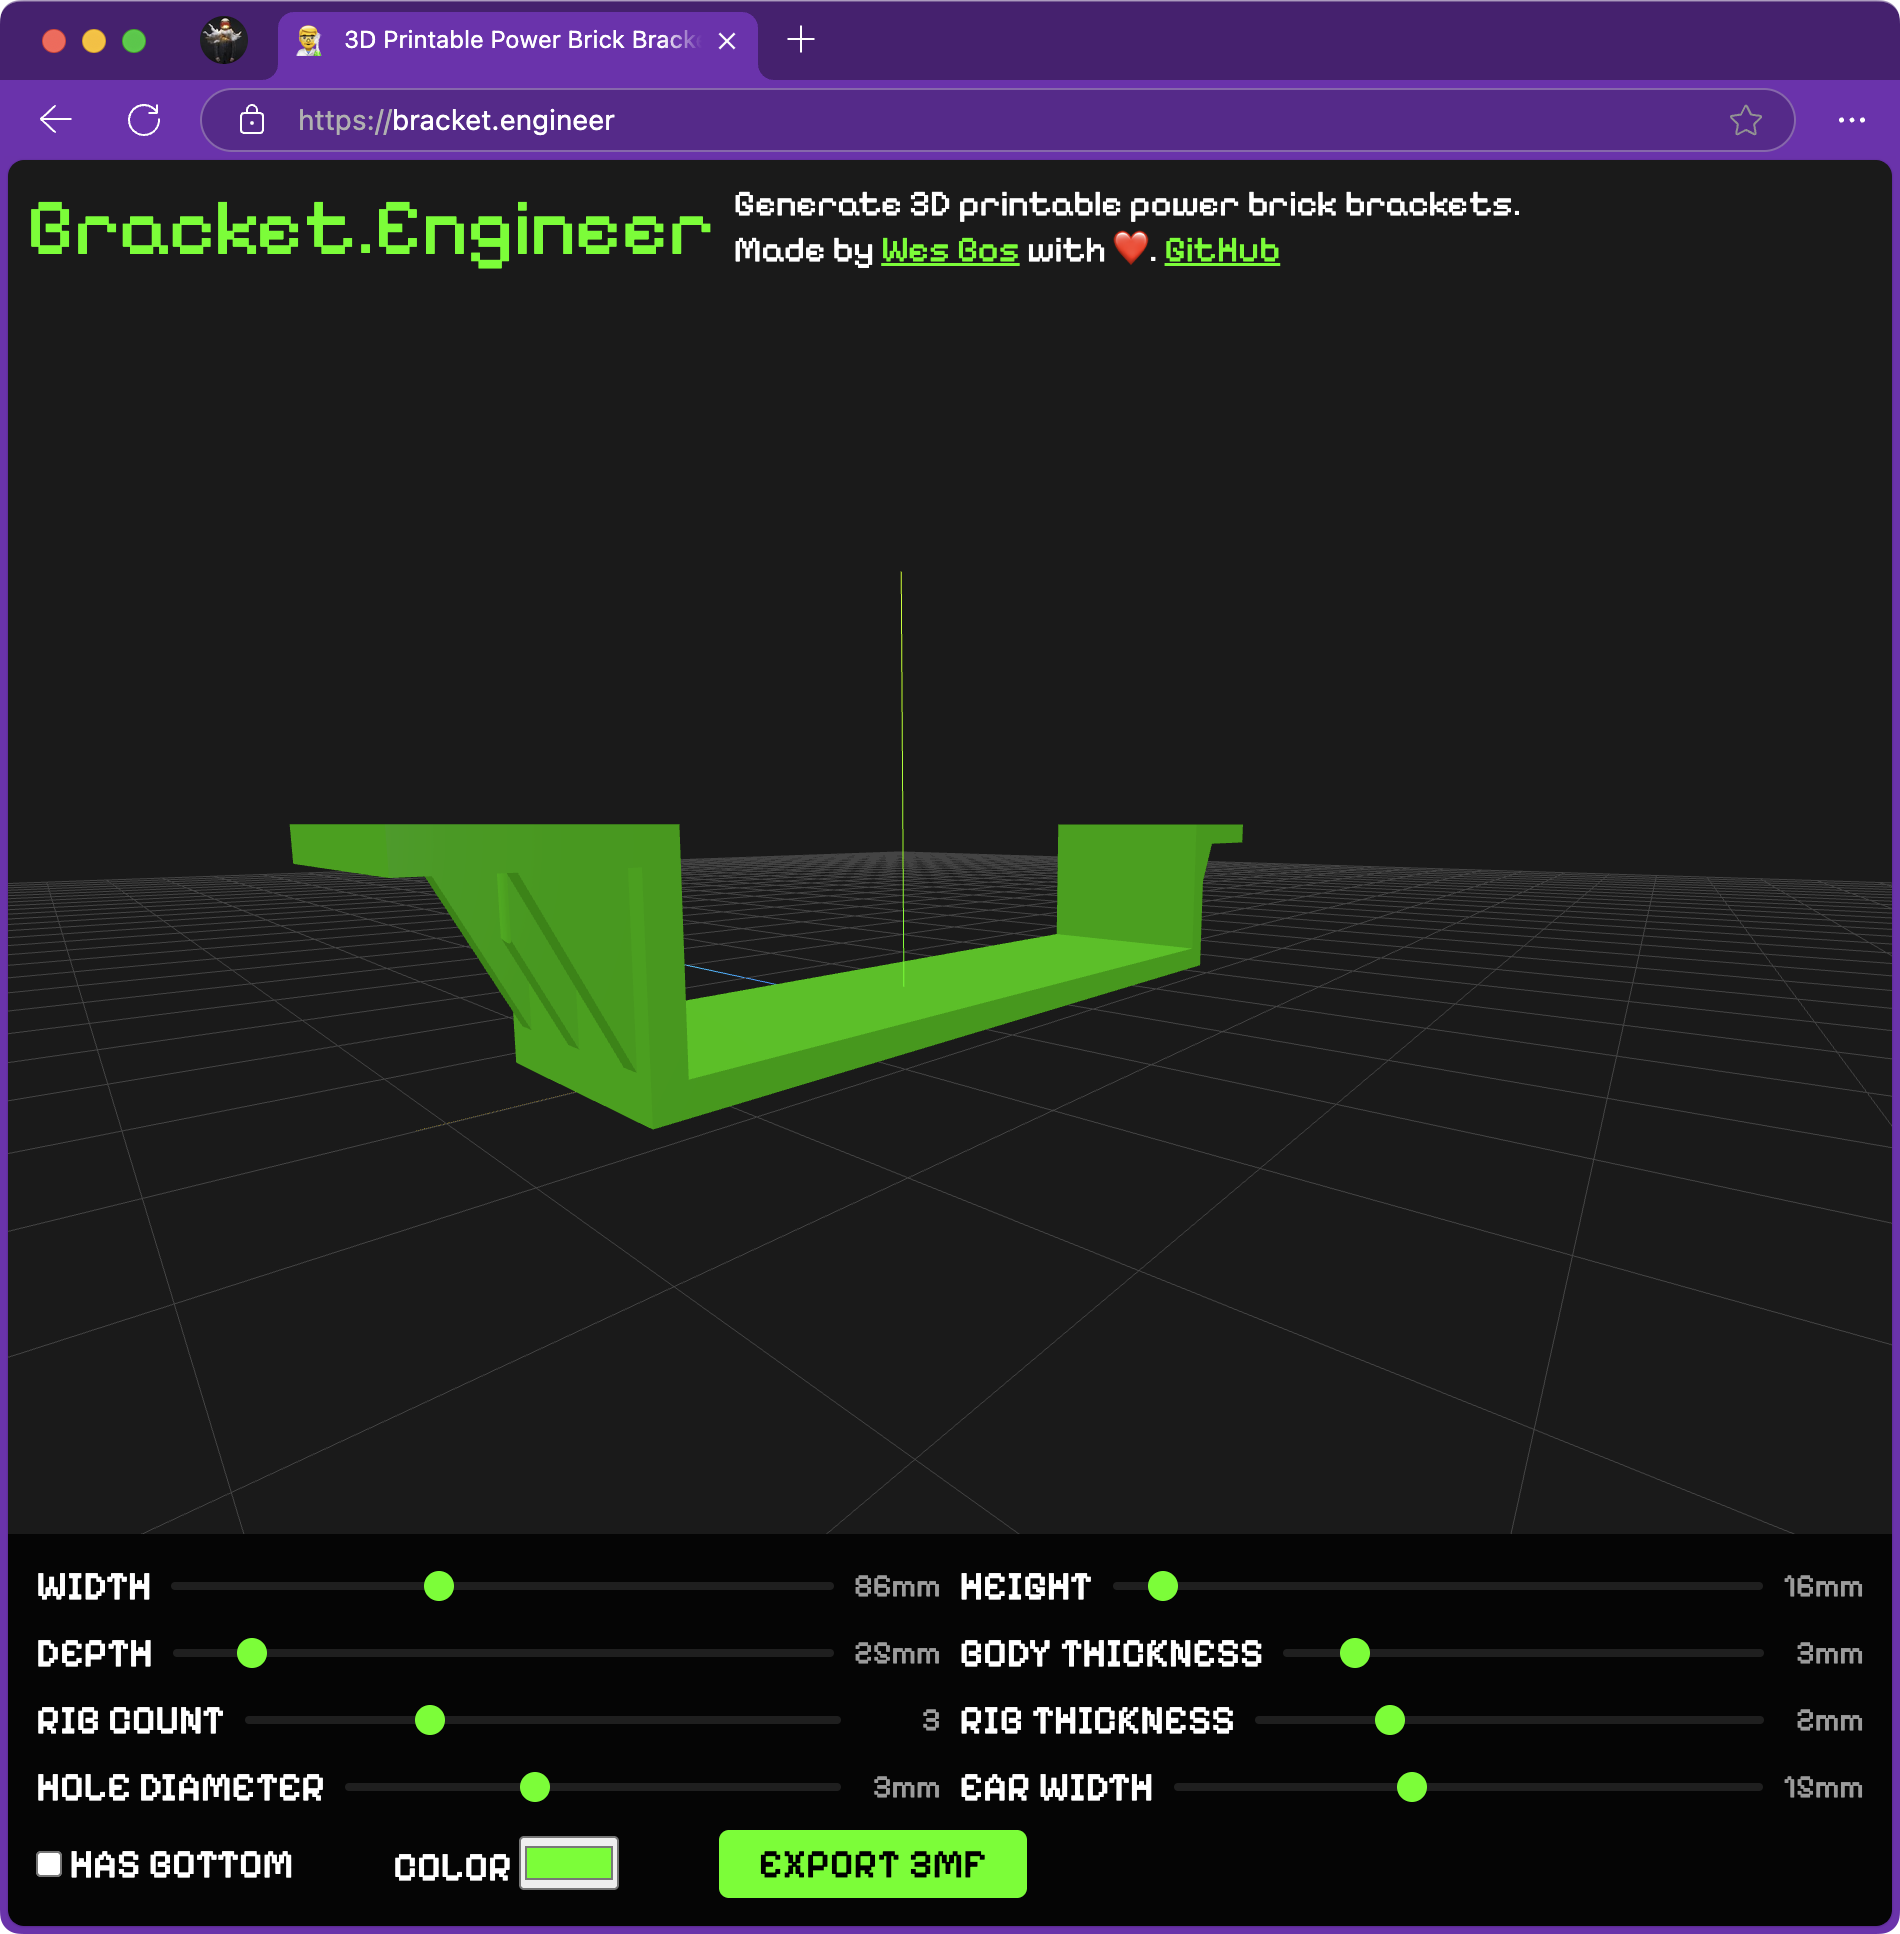 3D Printable Power Brick Brack
https://bracket.engineer
Bracket.Engineer
Generate 3D printable power brick brackets.
Made by Wes Bos with ❤️. GitHub
WIDTH 86mm HEIGHT 16mm
DEPTH 25mm BODY THICKNESS 3mm
RIB COUNT 3 RIB THICKNESS 2mm
HOLE DIAMETER 3mm EAR WIDTH 15mm
HAS BOTTOM COLOR EXPORT 3MF